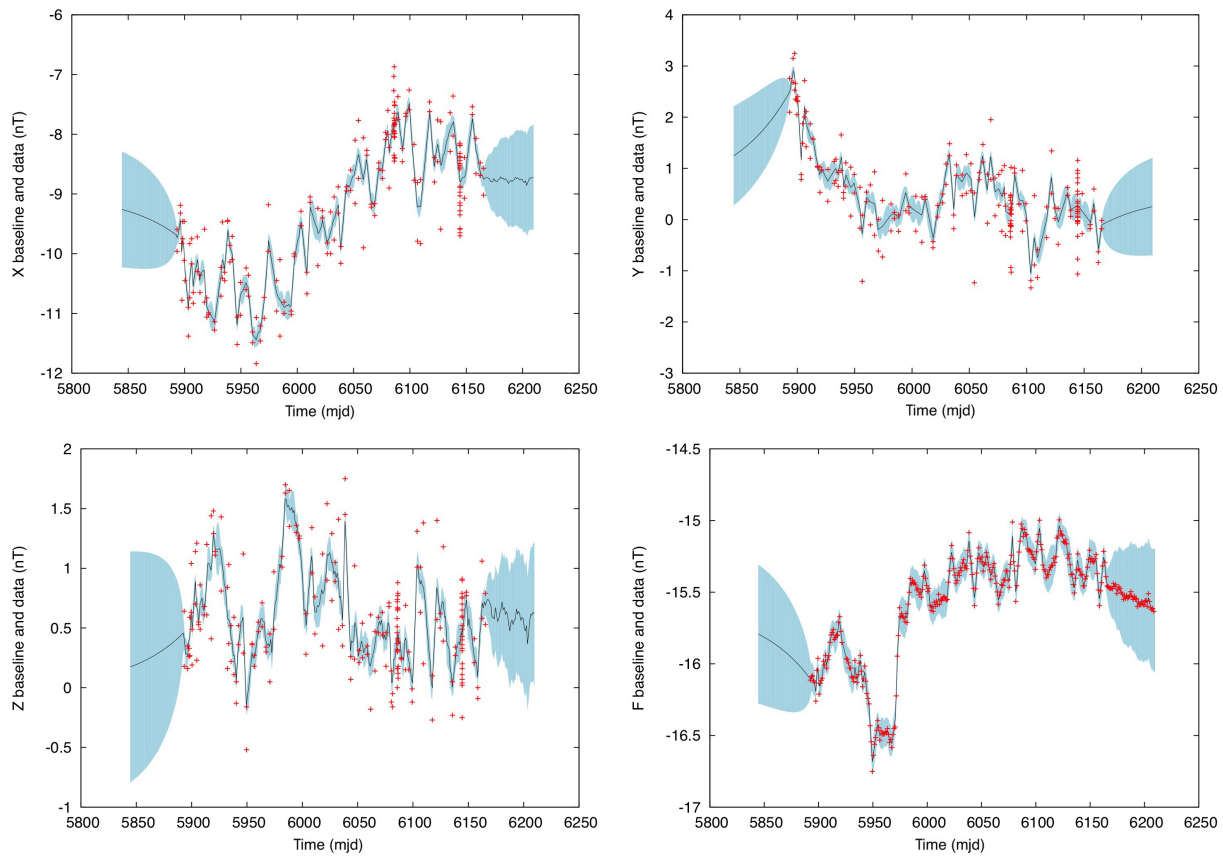 X baseline and data (nT)
-6
-7
-8
-9
-10
-11
-12
5800 5850 5900 5950 6000 6050 6100 6150 6200 6250
Time (mjd)
Y baseline and data (nT)
4
3
2
1
0
-1
-2
-3
5800 5850 5900 5950 6000 6050 6100 6150 6200 6250
Time (mjd)
Z baseline and data (nT)
2
1.5
1
0.5
0
-0.5
-1
5800 5850 5900 5950 6000 6050 6100 6150 6200 6250
Time (mjd)
F baseline and data (nT)
-14.5
-15
-15.5
-16
-16.5
-17
5800 5850 5900 5950 6000 6050 6100 6150 6200 6250
Time (mjd)